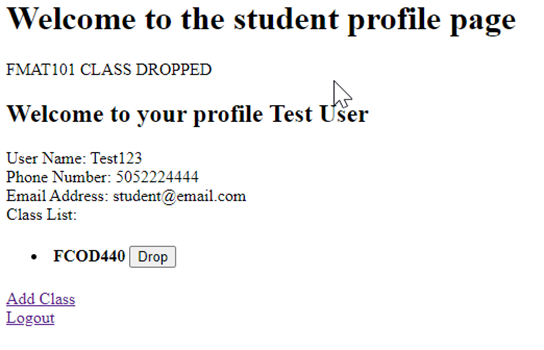 Welcome to the student profile page
FMAT101 CLASS DROPPED
Welcome to your profile Test User
User Name: Test123
Phone Number: 5052224444
Email Address: student@email.com
Class List:
• FCOD440 Drop
Add Class
Logout